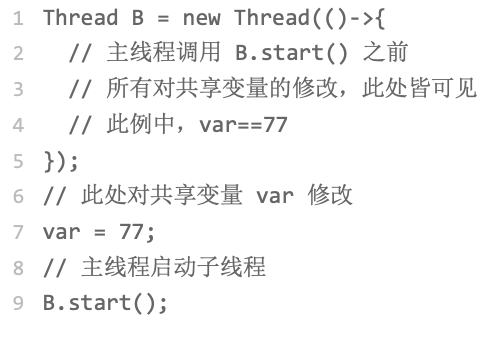 1 Thread B = new Thread(()->{
2   // 主线程调用 B.start() 之前
3   // 所有对共享变量的修改，此处皆可见
4   // 此例中，var==77
5 });
6 // 此处对共享变量 var 修改
7 var = 77;
8 // 主线程启动子线程
9 B.start();